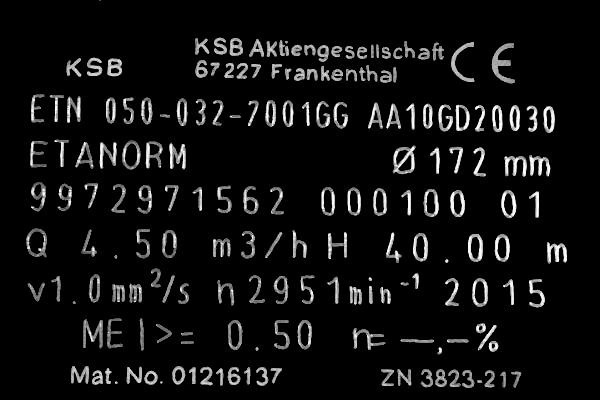 KSB KSB Aktiengesellschaft CE
67227 Frankenthal
ETN 050-032-7001GG AA10GD20030
ETANORM Ø 172 mm
9972971562 000100 01
Q 4.50 m3/h H 40.00 m
v1.0mm²/s n2951min⁻¹ 2015
MEI>= 0.50 n= —,—%
Mat. No. 01216137 ZN 3823-217